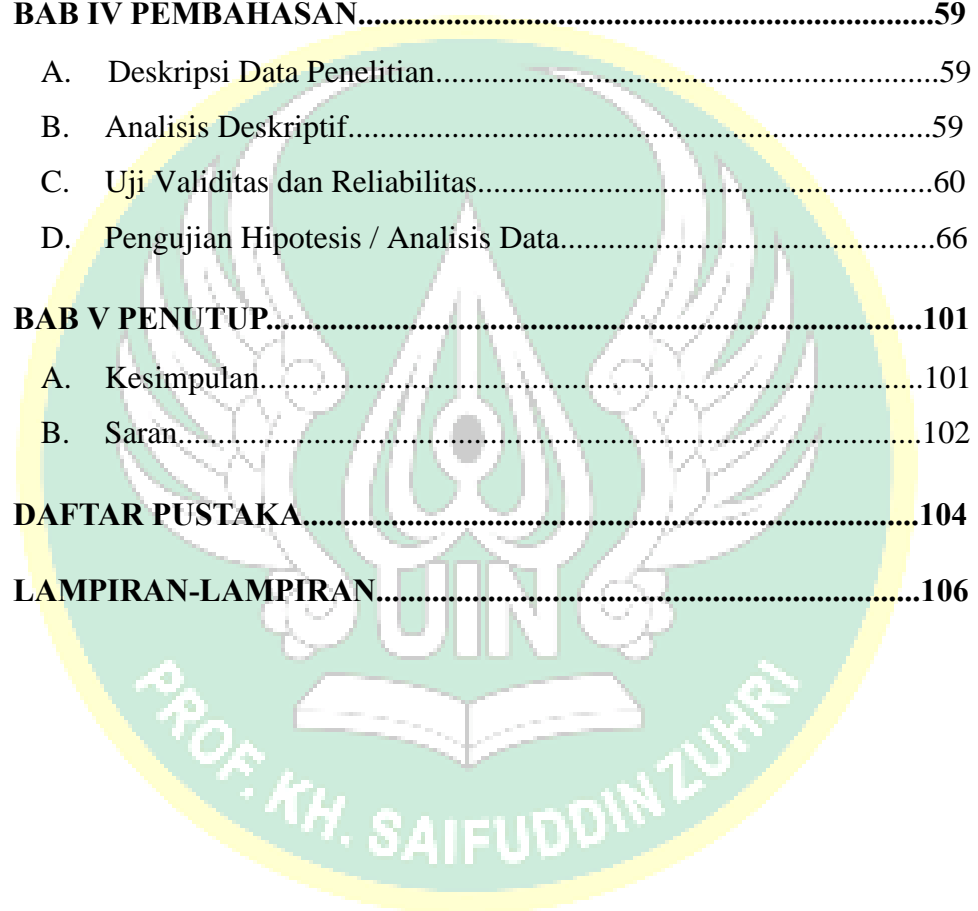 BAB IV PEMBAHASAN..........................................................................59
A. Deskripsi Data Penelitian....................................................................59
B. Analisis Deskriptif..........................................................................59
C. Uji Validitas dan Reliabilitas..........................................................60
D. Pengujian Hipotesis / Analisis Data................................................66
BAB V PENUTUP....................................................................................101
A. Kesimpulan.....................................................................................101
B. Saran...............................................................................................102
DAFTAR PUSTAKA...............................................................................104
LAMPIRAN-LAMPIRAN.....................................................................106
UIN
PROF. KH. SAIFUDDIN ZUHRI